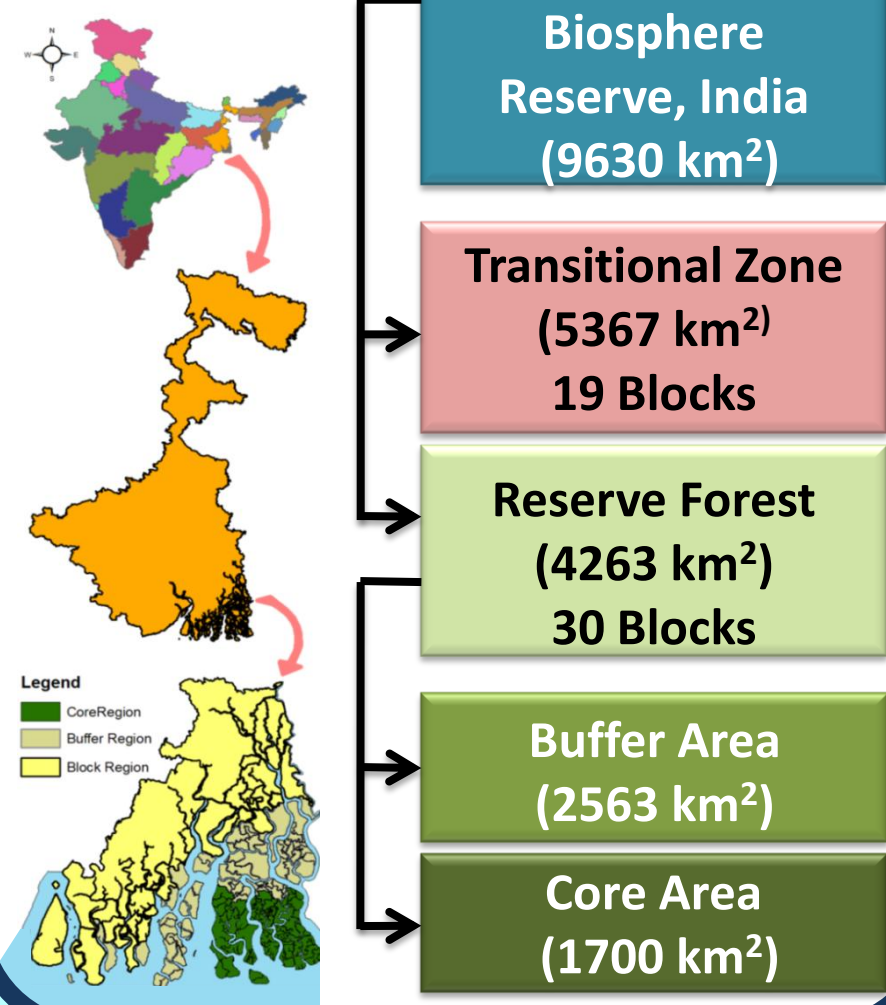 N
W E
S
Legend
CoreRegion
Buffer Region
Block Region
Biosphere
Reserve, India
(9630 km²)
Transitional Zone
(5367 km²⁾
19 Blocks
Reserve Forest
(4263 km²)
30 Blocks
Buffer Area
(2563 km²)
Core Area
(1700 km²)